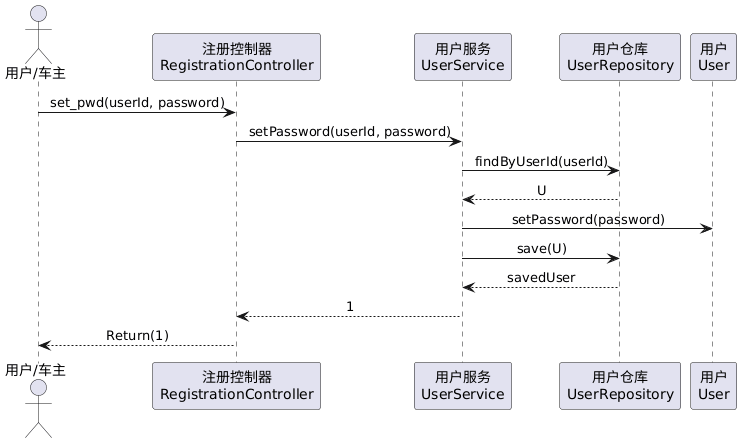 用户/车主
注册控制器
RegistrationController
用户服务
UserService
用户仓库
UserRepository
用户
User
set_pwd(userId, password)
setPassword(userId, password)
findByUserId(userId)
U
setPassword(password)
save(U)
savedUser
1
Return(1)
用户/车主
注册控制器
RegistrationController
用户服务
UserService
用户仓库
UserRepository
用户
User